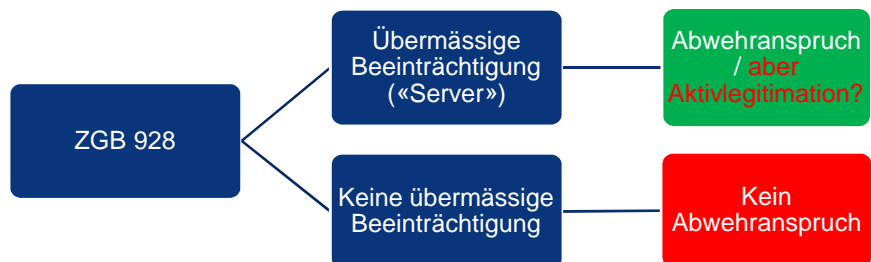 ZGB 928
Übermässige
Beeinträchtigung
(«Server»)
Abwehranspruch
/ aber
Aktivlegitimation?
Keine übermässige
Beeinträchtigung
Kein
Abwehranspruch